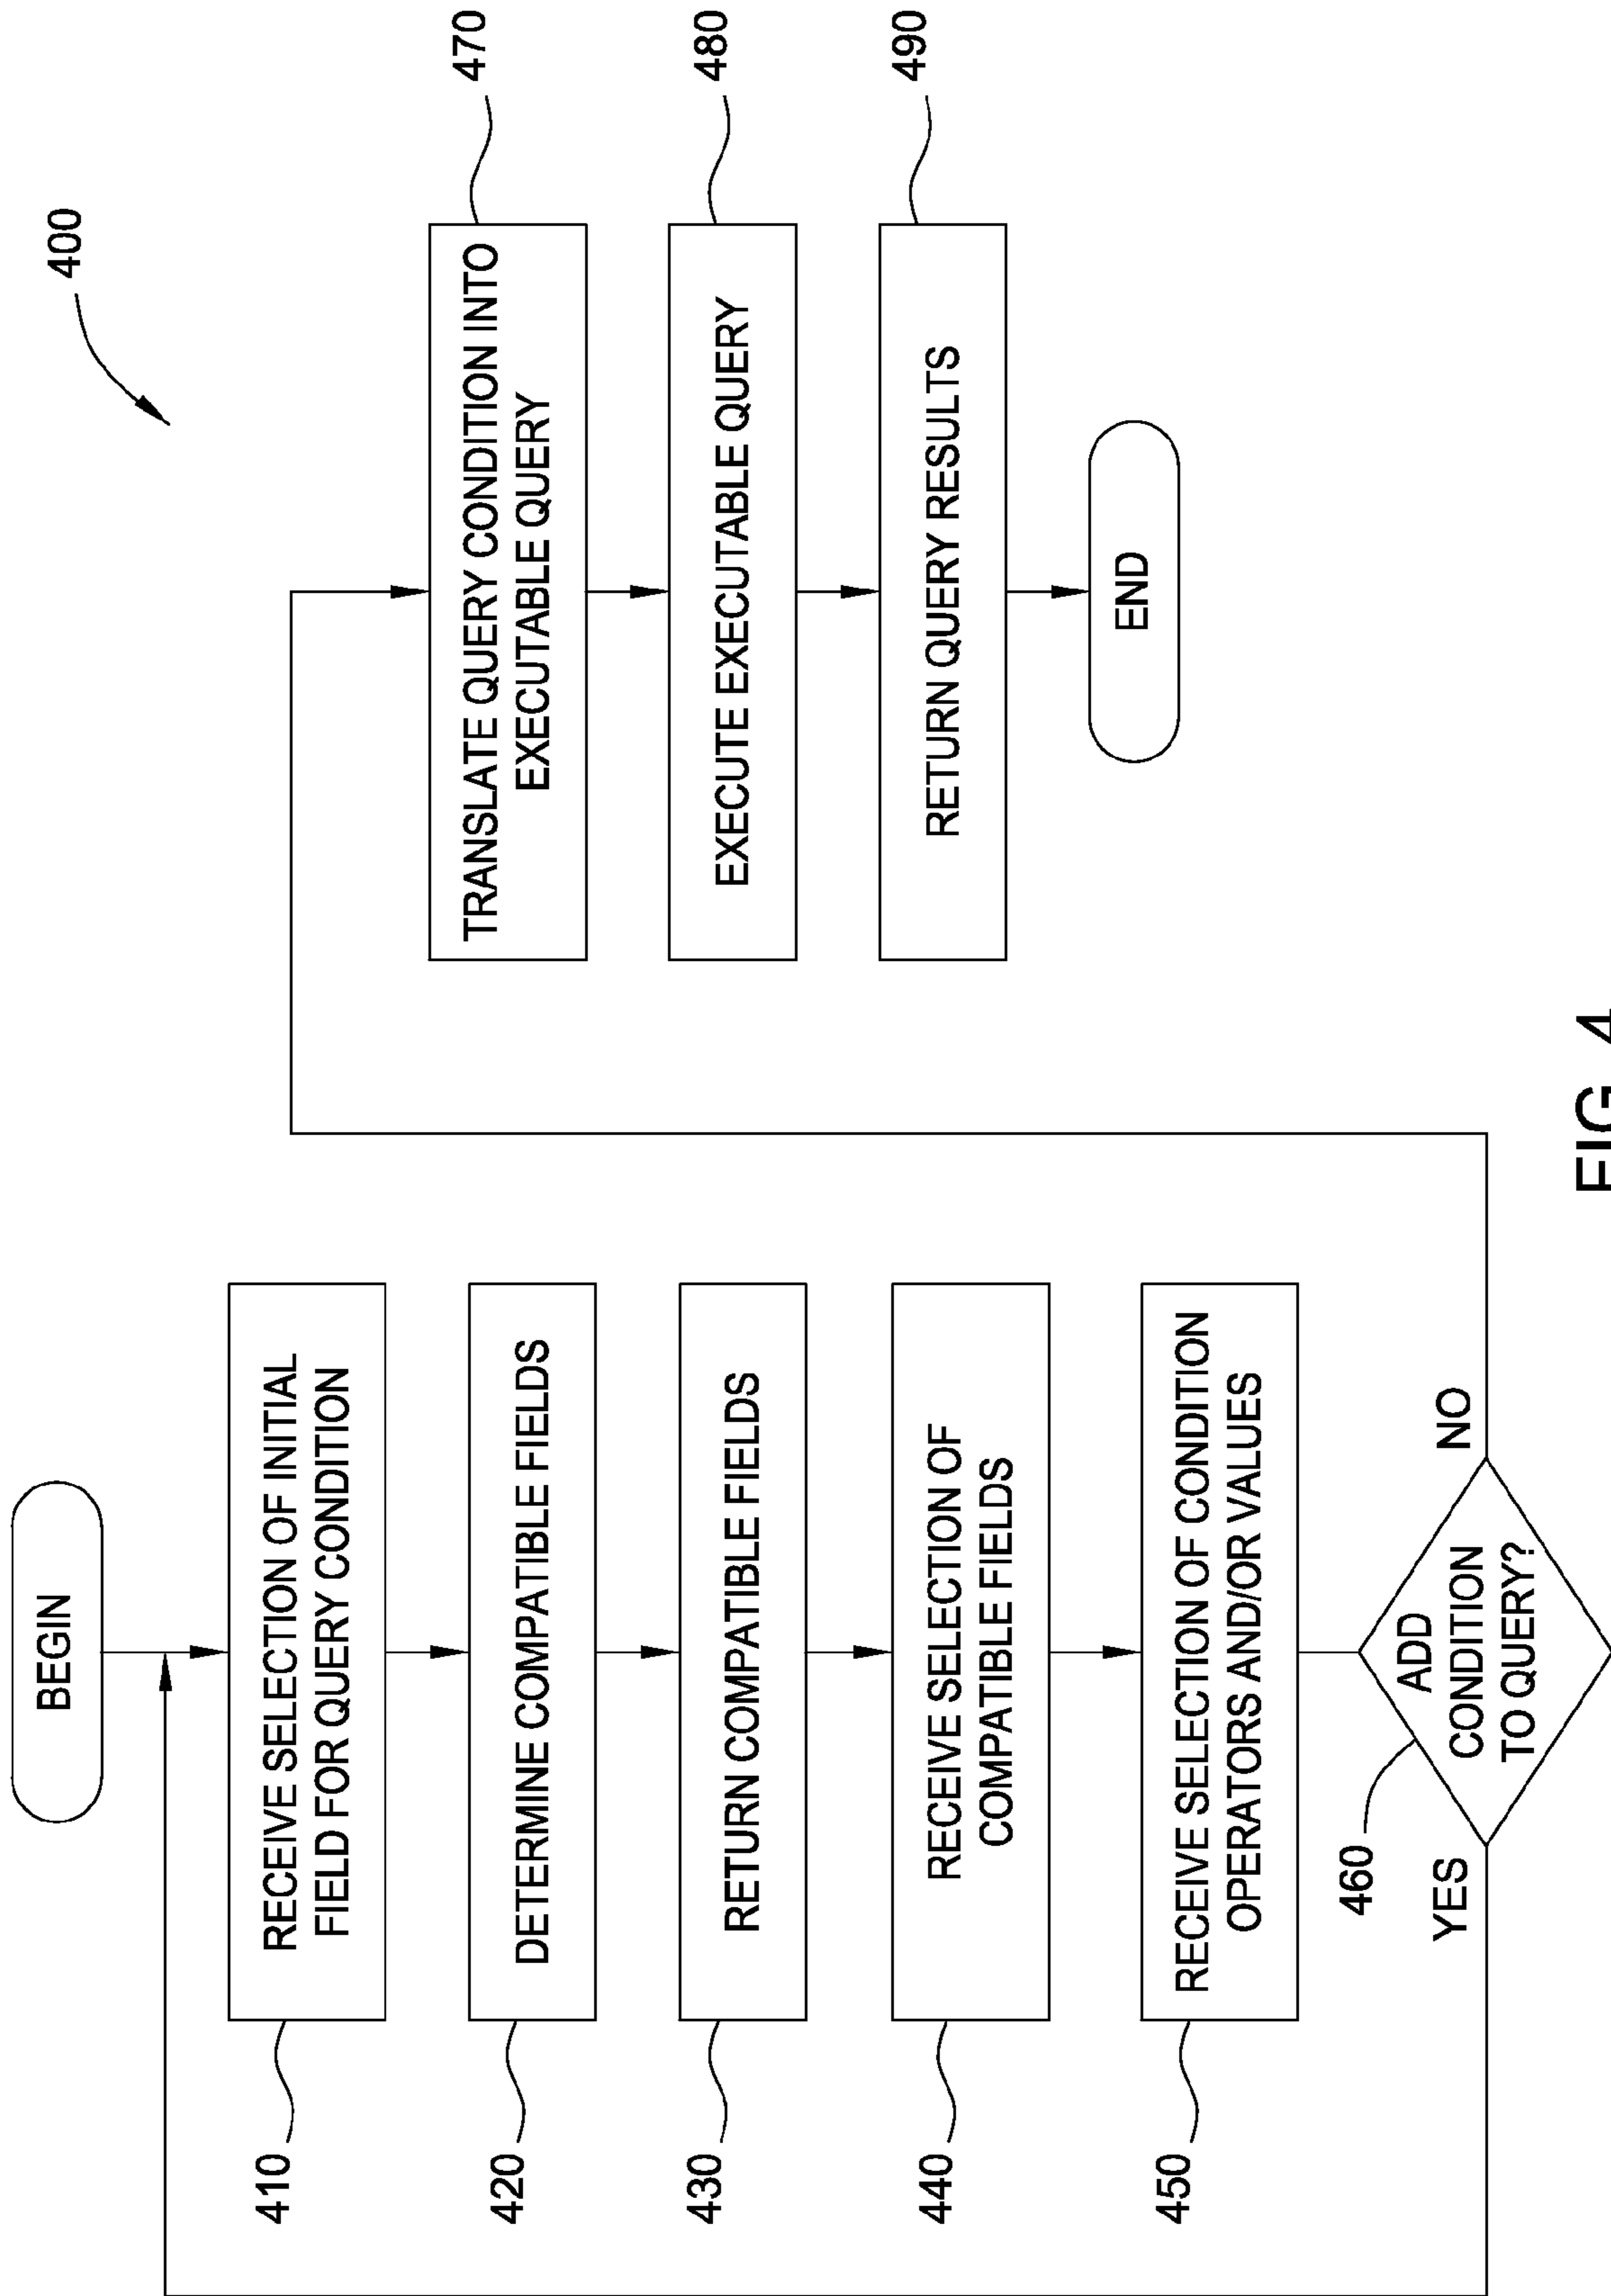 400
BEGIN
410
RECEIVE SELECTION OF INITIAL
FIELD FOR QUERY CONDITION
420
DETERMINE COMPATIBLE FIELDS
430
RETURN COMPATIBLE FIELDS
440
RECEIVE SELECTION OF
COMPATIBLE FIELDS
450
RECEIVE SELECTION OF CONDITION
OPERATORS AND/OR VALUES
460
ADD
CONDITION
TO QUERY?
YES
NO
TRANSLATE QUERY CONDITION INTO
EXECUTABLE QUERY
470
EXECUTE EXECUTABLE QUERY
480
RETURN QUERY RESULTS
490
END
FIG. 4